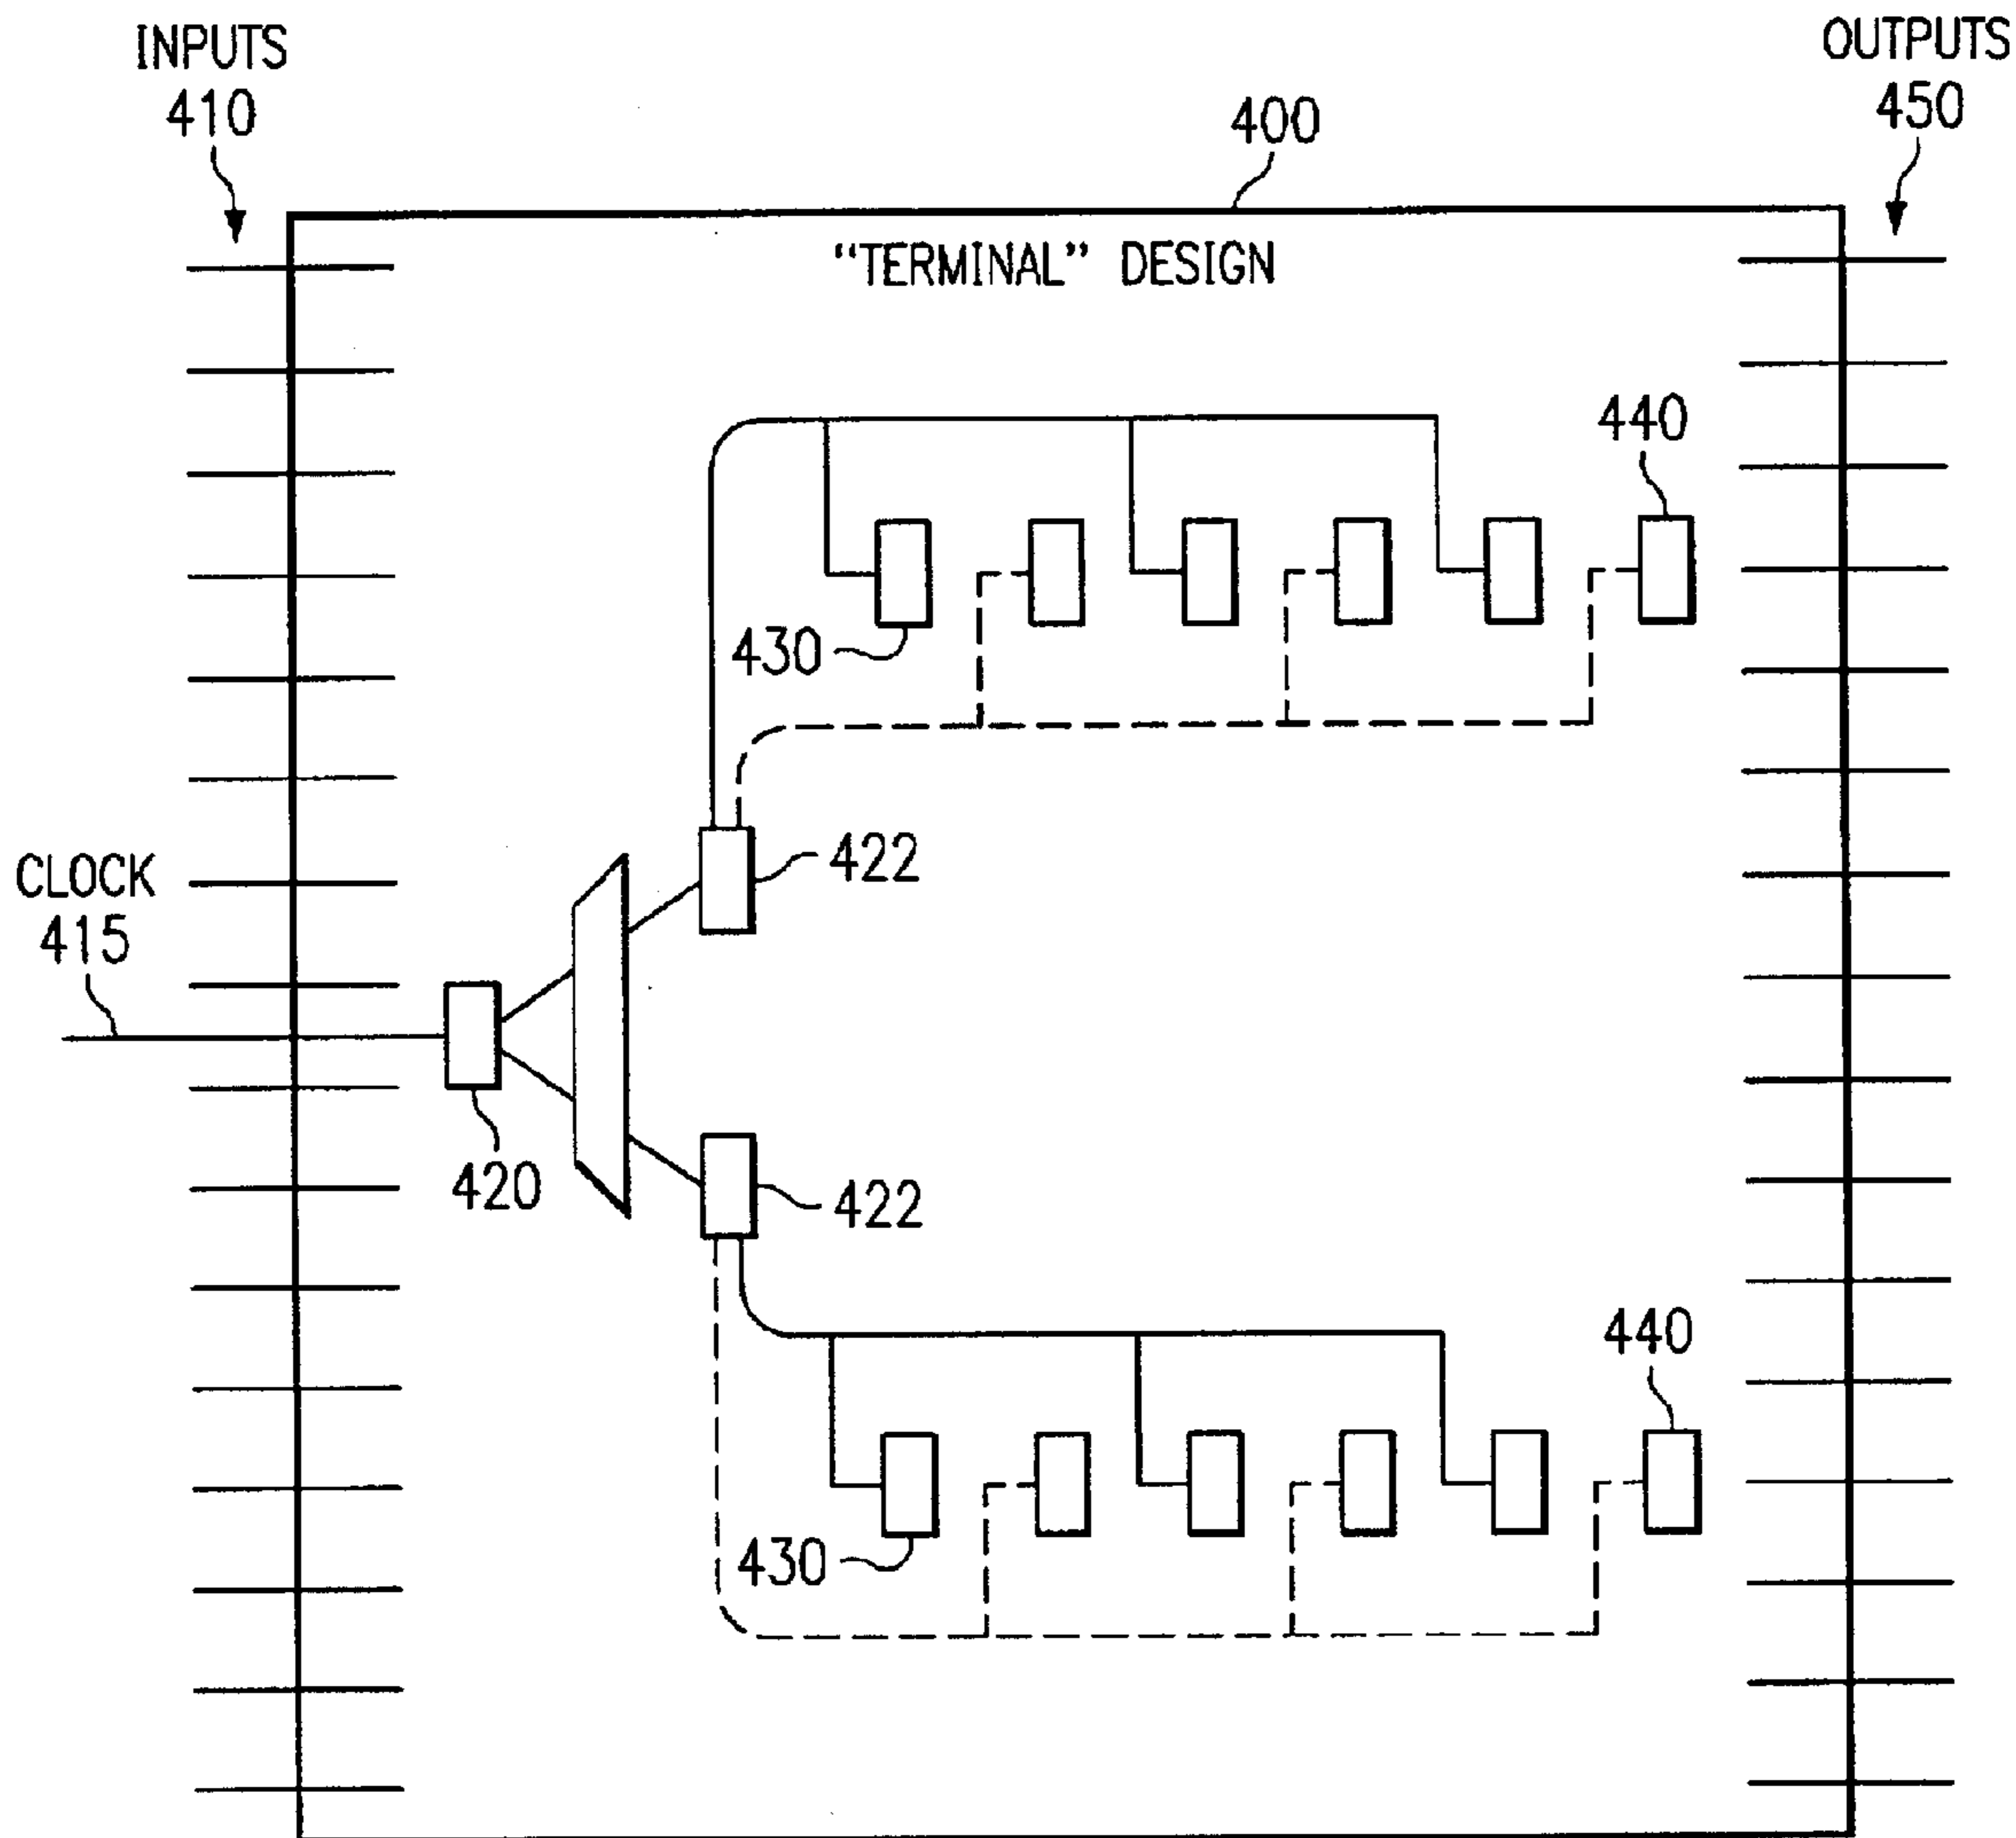 INPUTS
410
OUTPUTS
450
400
“TERMINAL” DESIGN
440
430
422
CLOCK
415
420
422
440
430